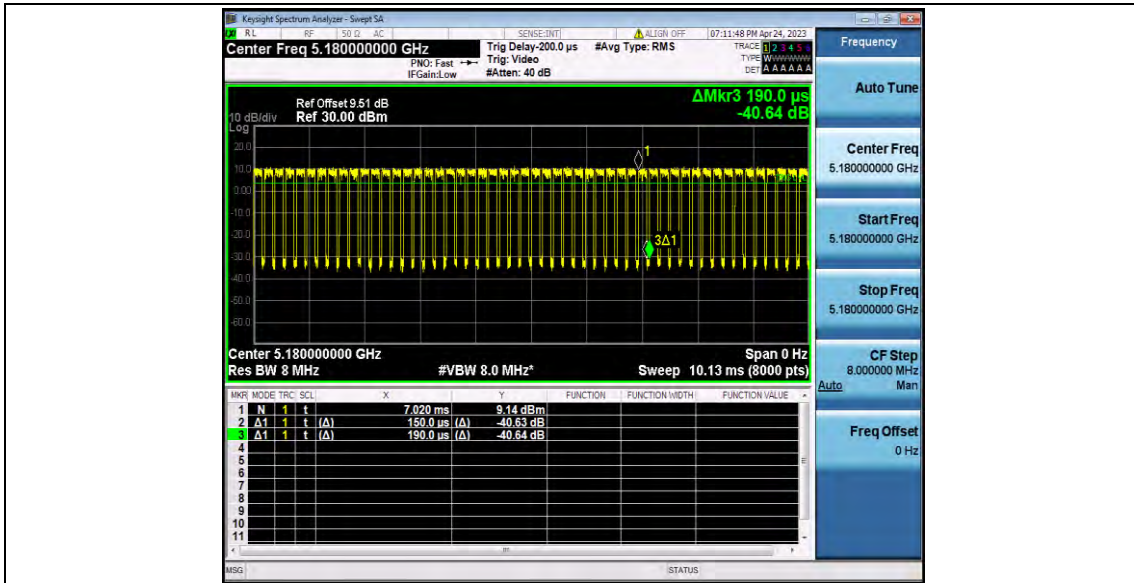 Keysight Spectrum Analyzer - Swept SA
RL RF 50 Ω AC SENSE:INT ALIGN OFF 07:11:48 PM Apr 24, 2023
Center Freq 5.180000000 GHz
PNO: Fast
IFGain:Low
Trig Delay-200.0 µs
Trig: Video
#Atten: 40 dB
#Avg Type: RMS
TRACE 1 2 3 4 5 6
TYPE WWWWWW
DET A A A A A A
ΔMkr3 190.0 µs
-40.64 dB
Ref Offset 9.51 dB
10 dB/div Ref 30.00 dBm
Log
20.0
10.0
0.00
-10.0
-20.0
-30.0
-40.0
-50.0
-60.0
1
3Δ1
Center 5.180000000 GHz Span 0 Hz
Res BW 8 MHz #VBW 8.0 MHz* Sweep 10.13 ms (8000 pts)
MKR MODE TRC SCL X Y FUNCTION FUNCTION WIDTH FUNCTION VALUE
1 N 1 t 7.020 ms 9.14 dBm
2 Δ1 1 t (Δ) 150.0 µs (Δ) -40.63 dB
3 Δ1 1 t (Δ) 190.0 µs (Δ) -40.64 dB
4
5
6
7
8
9
10
11
MSG STATUS
Frequency
Auto Tune
Center Freq
5.180000000 GHz
Start Freq
5.180000000 GHz
Stop Freq
5.180000000 GHz
CF Step
8.000000 MHz
Auto Man
Freq Offset
0 Hz